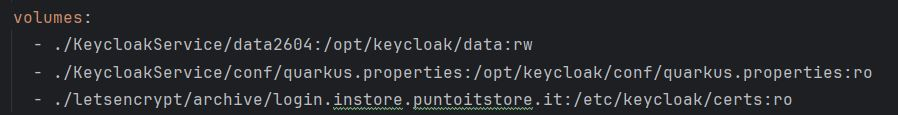 volumes:
- ./KeycloakService/data2604:/opt/keycloak/data:rw
- ./KeycloakService/conf/quarkus.properties:/opt/keycloak/conf/quarkus.properties:ro
- ./letsencrypt/archive/login.instore.puntoitstore.it:/etc/keycloak/certs:ro